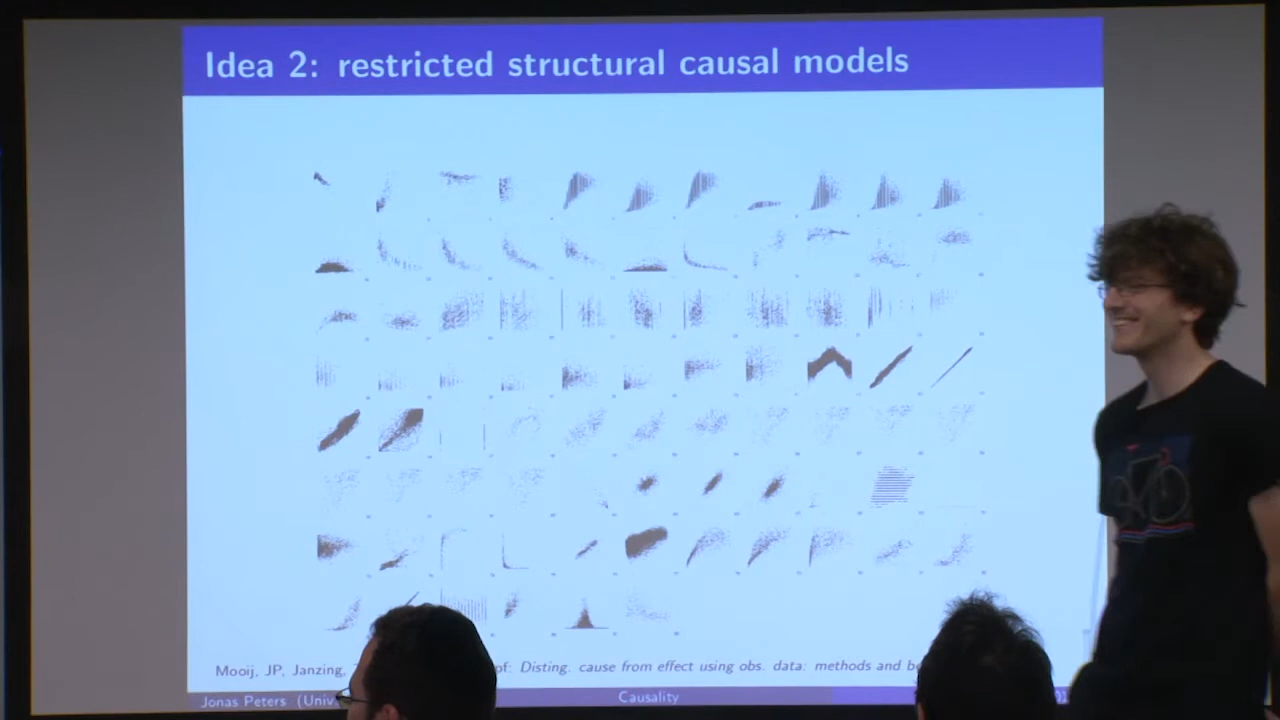 Idea 2: restricted structural causal models
Mooij, JP, Janzing, of: Disting. cause from effect using obs. data: methods and
Jonas Peters (Univ Causality